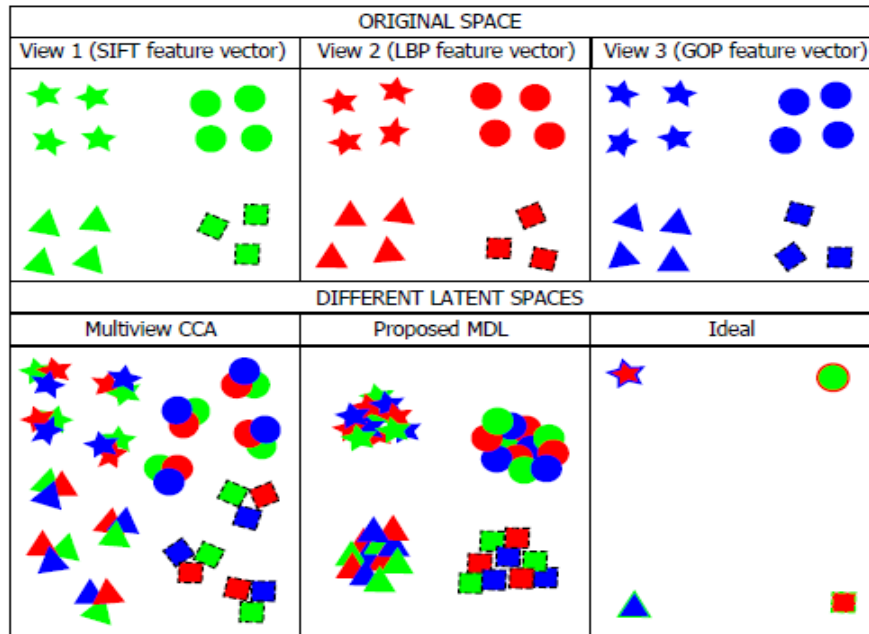 ORIGINAL SPACE
View 1 (SIFT feature vector)
View 2 (LBP feature vector)
View 3 (GOP feature vector)
DIFFERENT LATENT SPACES
Multiview CCA
Proposed MDL
Ideal